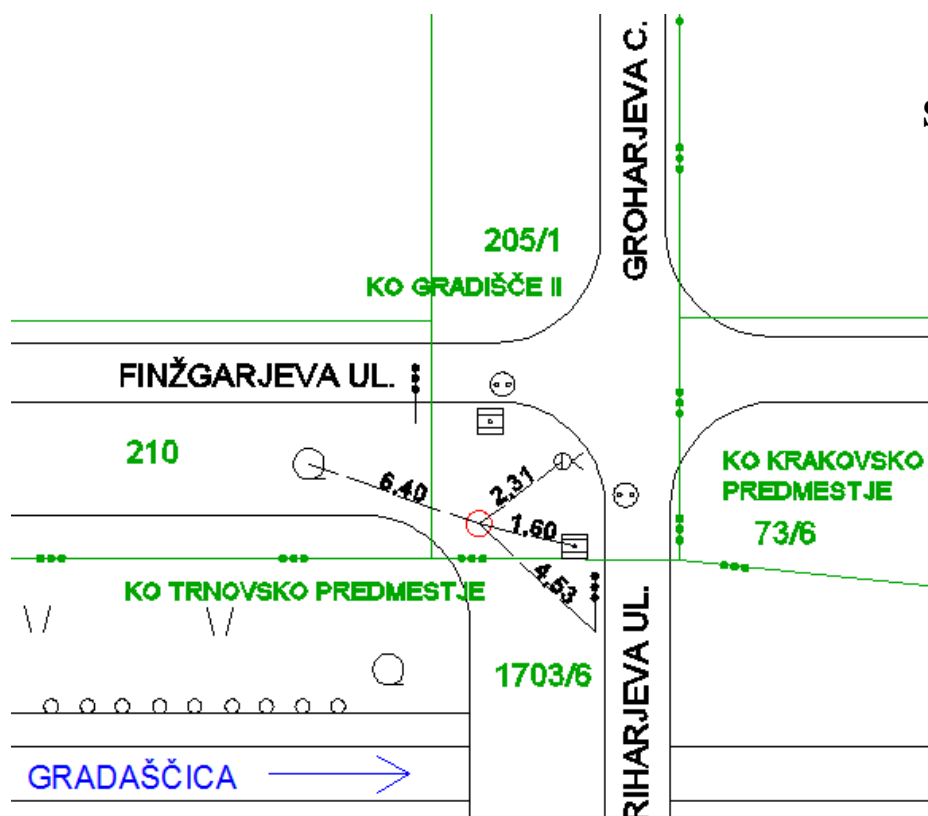 GROHARJEVA C.
205/1
KO GRADIŠČE II
FINŽGARJEVA UL.
210
6.40
2.31
1.60
4.53
KO KRAKOVSKO
PREDMESTJE
73/6
KO TRNOVSKO PREDMESTJE
1703/6
RIHARJEVA UL.
GRADAŠČICA